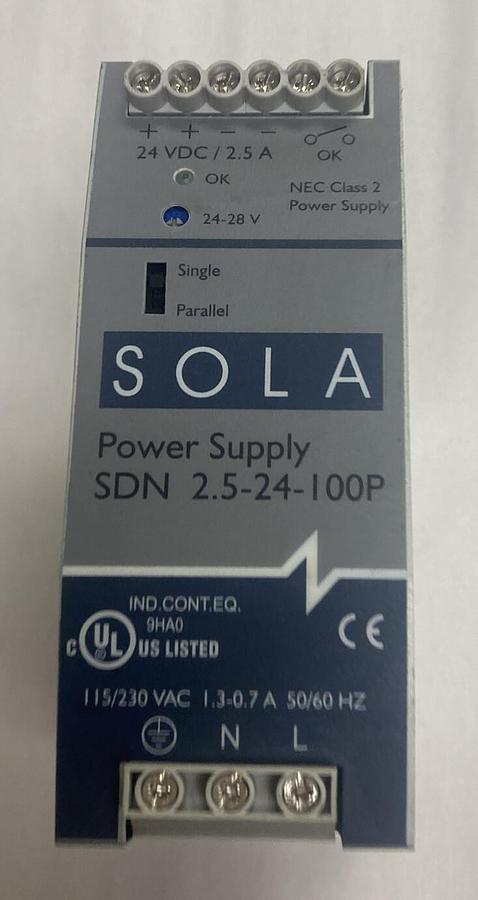 + + − −
24 VDC / 2.5 A
OK
OK
NEC Class 2
Power Supply
24-28 V
Single
Parallel
SOLA
Power Supply
SDN 2.5-24-100P
IND.CONT.EQ.
9HA0
C UL US LISTED
CE
115/230 VAC 1.3-0.7 A 50/60 HZ
N L